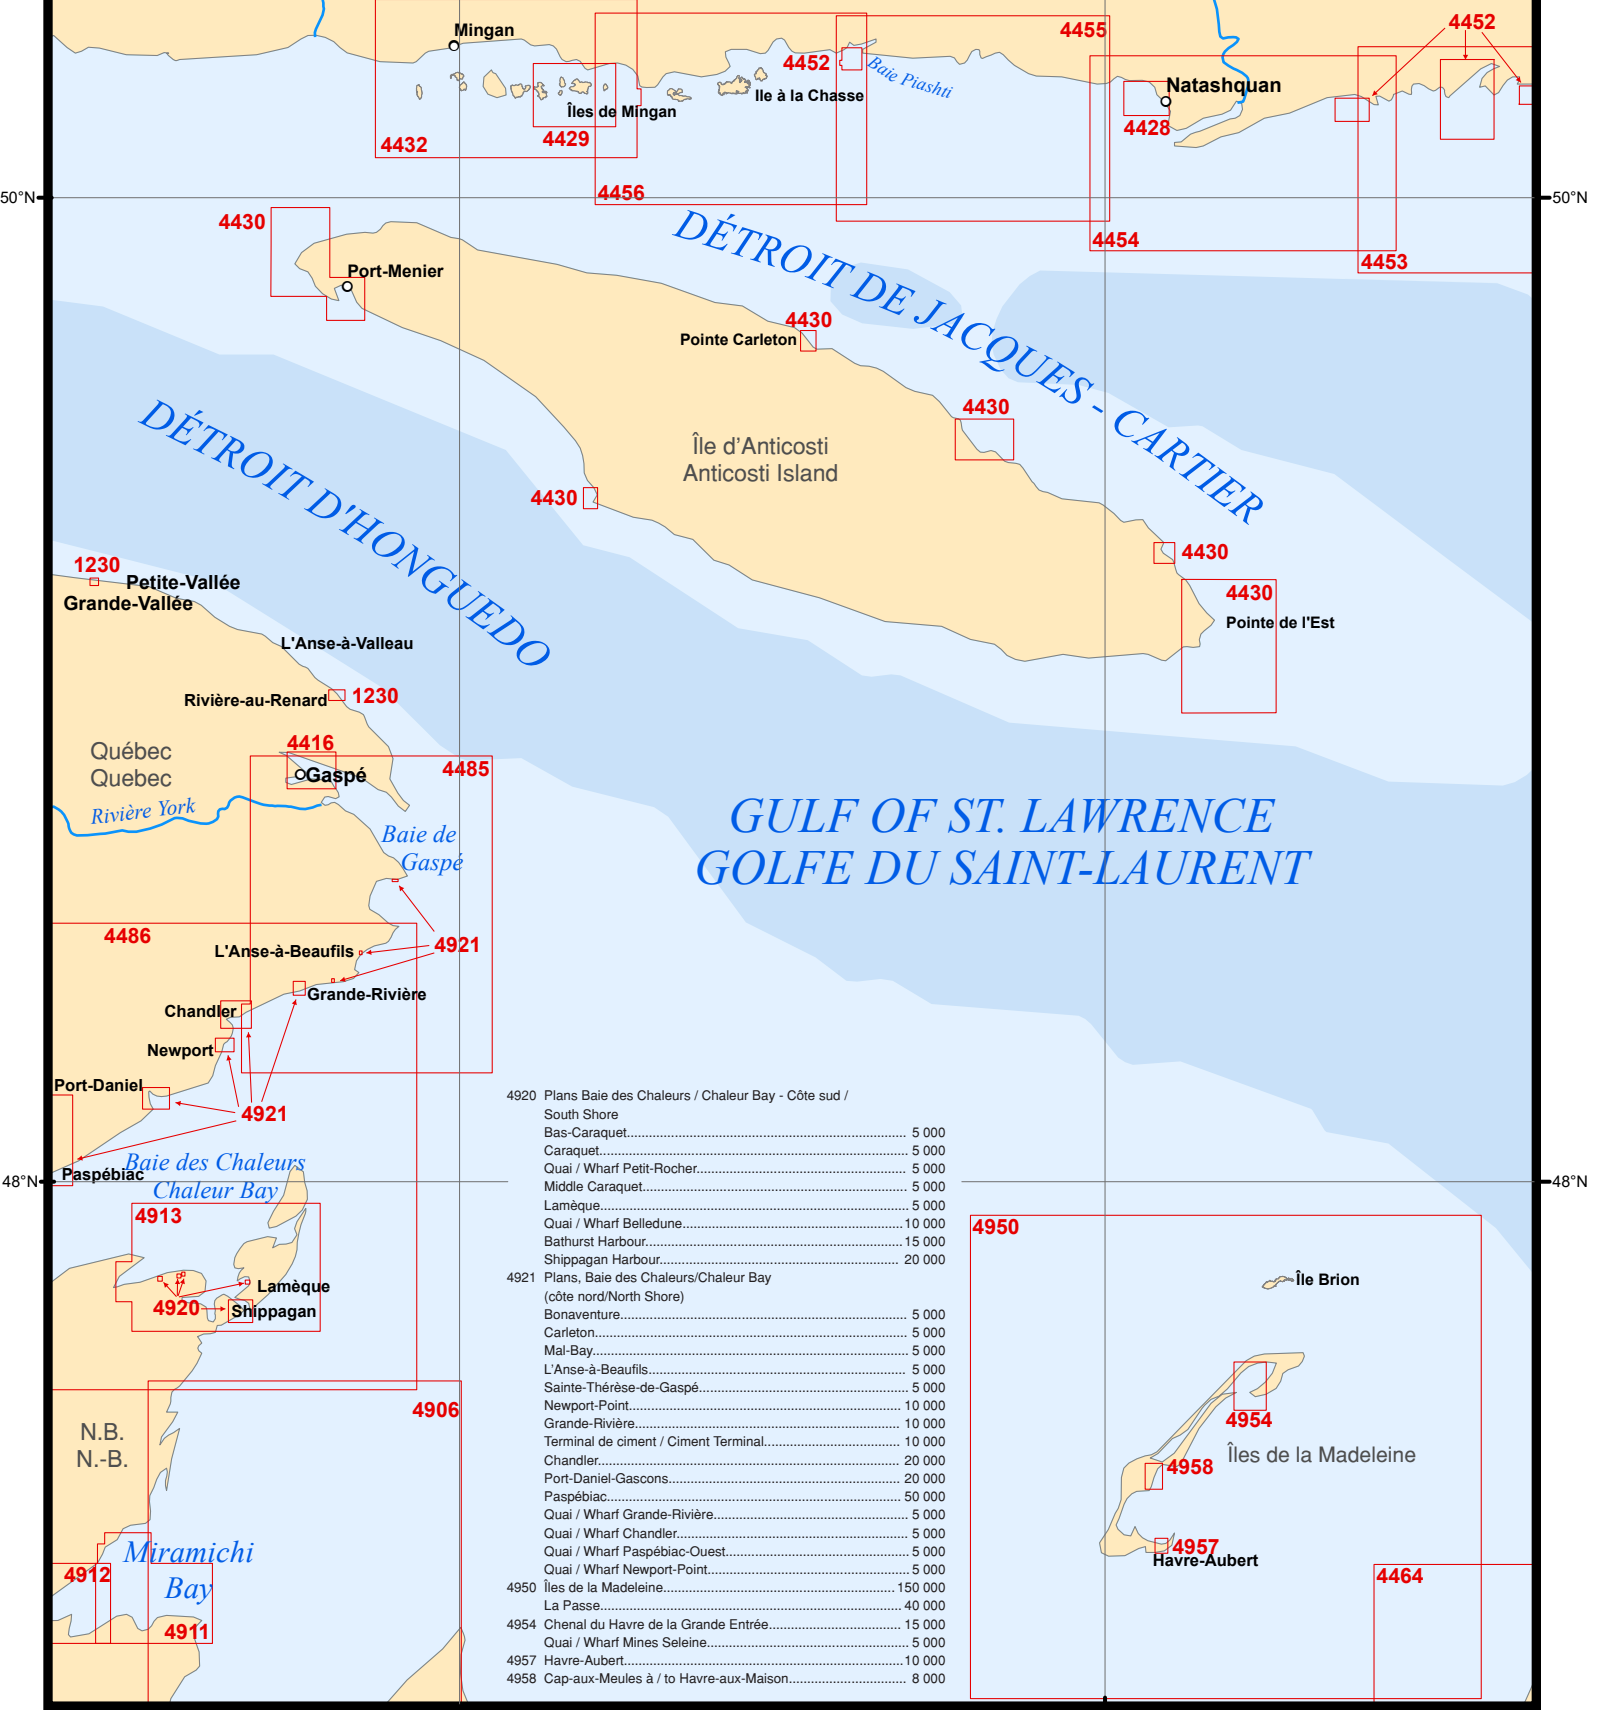 Mingan
4455
4452
4452
Baie Piashti
Natashquan
Ile à la Chasse
Îles de Mingan
4428
4429
4432
4456
50°N
50°N
4430
DÉTROIT DE JACQUES - CARTIER
4454
4453
Port-Menier
4430
Pointe Carleton
DÉTROIT D'HONGUEDO
4430
Île d'Anticosti
Anticosti Island
4430
4430
1230
Petite-Vallée
Grande-Vallée
4430
Pointe de l'Est
L'Anse-à-Valleau
Rivière-au-Renard
1230
Québec
Quebec
4416
4485
Gaspé
Rivière York
GULF OF ST. LAWRENCE
GOLFE DU SAINT-LAURENT
Baie de
Gaspé
4486
4921
L'Anse-à-Beaufils
Grande-Rivière
Chandler
Newport
Port-Daniel
4921
Baie des Chaleurs
Chaleur Bay
Paspébiac
48°N
48°N
4913
4950
Lamèque
4920
Shippagan
Île Brion
4906
N.B.
N.-B.
4954
Îles de la Madeleine
4958
4957
Havre-Aubert
Miramichi
Bay
4912
4911
4464
4920 Plans Baie des Chaleurs / Chaleur Bay - Côte sud /
South Shore
Bas-Caraquet 5 000
Caraquet 5 000
Quai / Wharf Petit-Rocher 5 000
Middle Caraquet 5 000
Lamèque 5 000
Quai / Wharf Belledune 10 000
Bathurst Harbour 15 000
Shippagan Harbour 20 000
4921 Plans, Baie des Chaleurs/Chaleur Bay
(côte nord/North Shore)
Bonaventure 5 000
Carleton 5 000
Mal-Bay 5 000
L'Anse-à-Beaufils 5 000
Sainte-Thérèse-de-Gaspé 5 000
Newport-Point 10 000
Grande-Rivière 10 000
Terminal de ciment / Ciment Terminal 10 000
Chandler 20 000
Port-Daniel-Gascons 20 000
Paspébiac 50 000
Quai / Wharf Grande-Rivière 5 000
Quai / Wharf Chandler 5 000
Quai / Wharf Paspébiac-Ouest 5 000
Quai / Wharf Newport-Point 5 000
4950 Îles de la Madeleine 150 000
La Passe 40 000
4954 Chenal du Havre de la Grande Entrée 15 000
Quai / Wharf Mines Seleine 5 000
4957 Havre-Aubert 10 000
4958 Cap-aux-Meules à / to Havre-aux-Maison 8 000